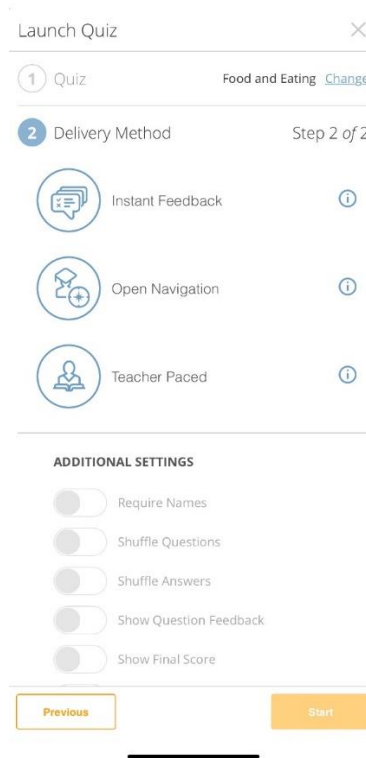 Launch Quiz
1 Quiz Food and Eating Change
2 Delivery Method Step 2 of 2
Instant Feedback
Open Navigation
Teacher Paced
ADDITIONAL SETTINGS
Require Names
Shuffle Questions
Shuffle Answers
Show Question Feedback
Show Final Score
Previous Start